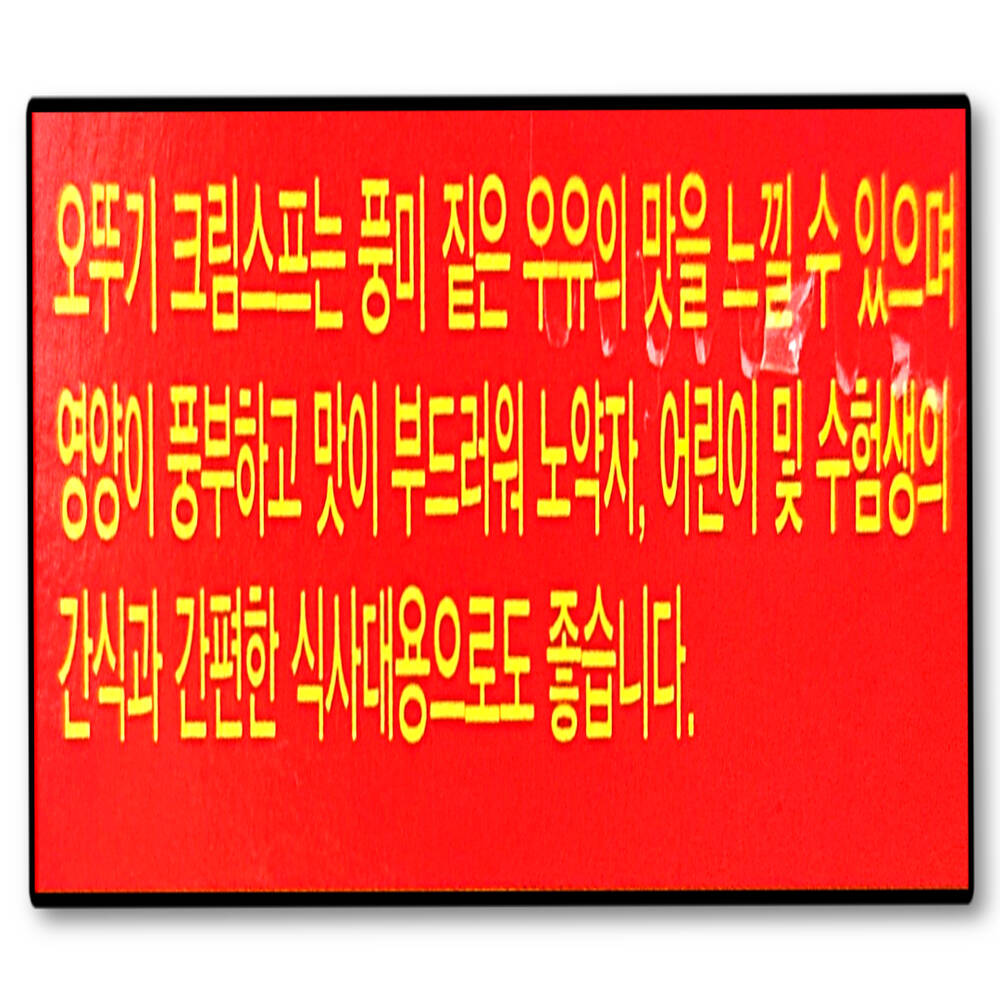 오뚜기 크림스프는 풍미 짙은 우유의 맛을 느낄 수 있으며
영양이 풍부하고 맛이 부드러워 노약자, 어린이 및 수험생의
간식과 간편한 식사대용으로도 좋습니다.